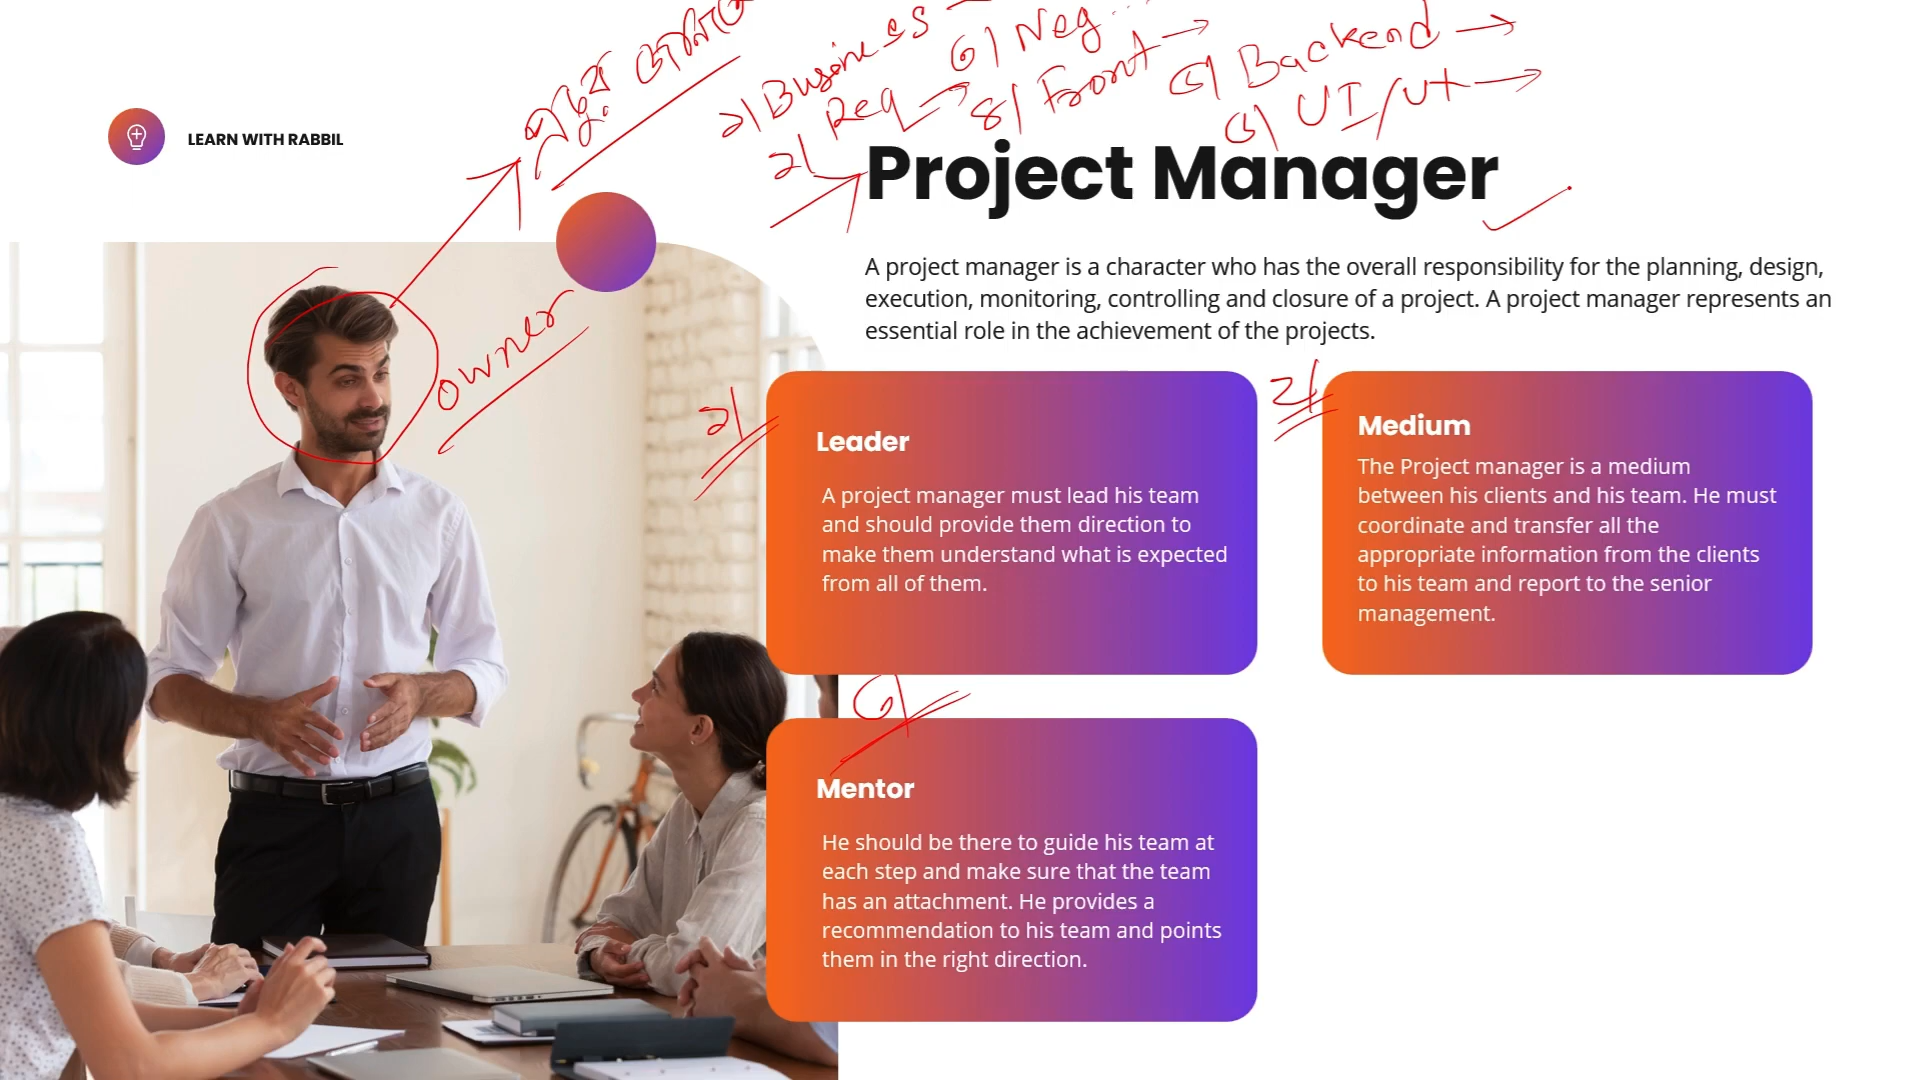 ১। Business
৩। Neg...
৫। Backend
২। Req
৪। Front
৬। UI/UX
LEARN WITH RABBIL
Project Manager
A project manager is a character who has the overall responsibility for the planning, design,
execution, monitoring, controlling and closure of a project. A project manager represents an
essential role in the achievement of the projects.
owner
১।
Leader
A project manager must lead his team
and should provide them direction to
make them understand what is expected
from all of them.
২।
Medium
The Project manager is a medium
between his clients and his team. He must
coordinate and transfer all the
appropriate information from the clients
to his team and report to the senior
management.
৩।
Mentor
He should be there to guide his team at
each step and make sure that the team
has an attachment. He provides a
recommendation to his team and points
them in the right direction.